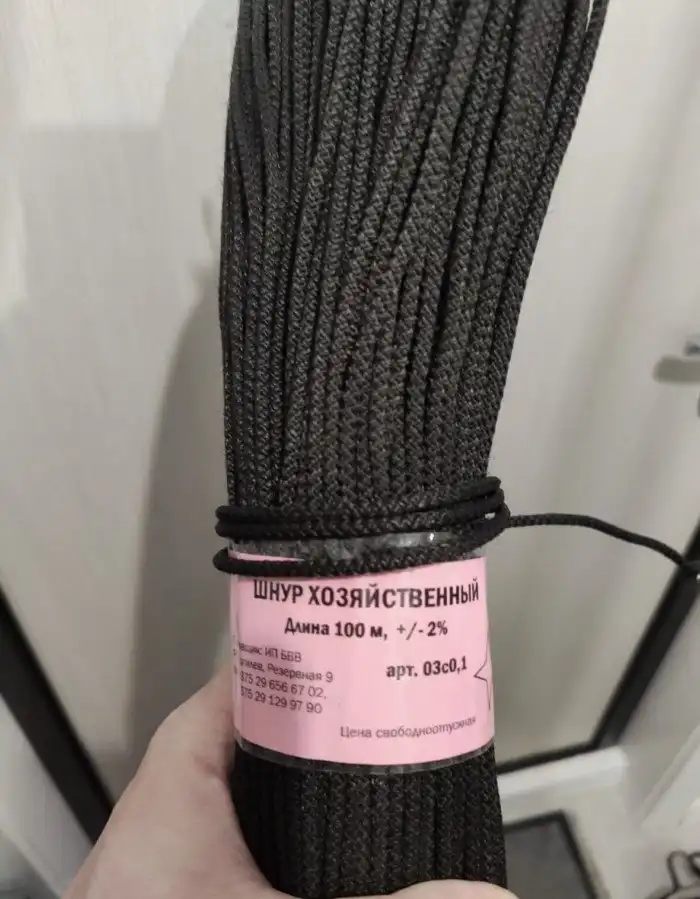 ШНУР ХОЗЯЙСТВЕННЫЙ
Длина 100 м, +/- 2%
ИП БВВ
арт. 03с0,1
Резервная 9
375 29 656 67 02,
375 29 129 97 90
Цена свободноотпускная